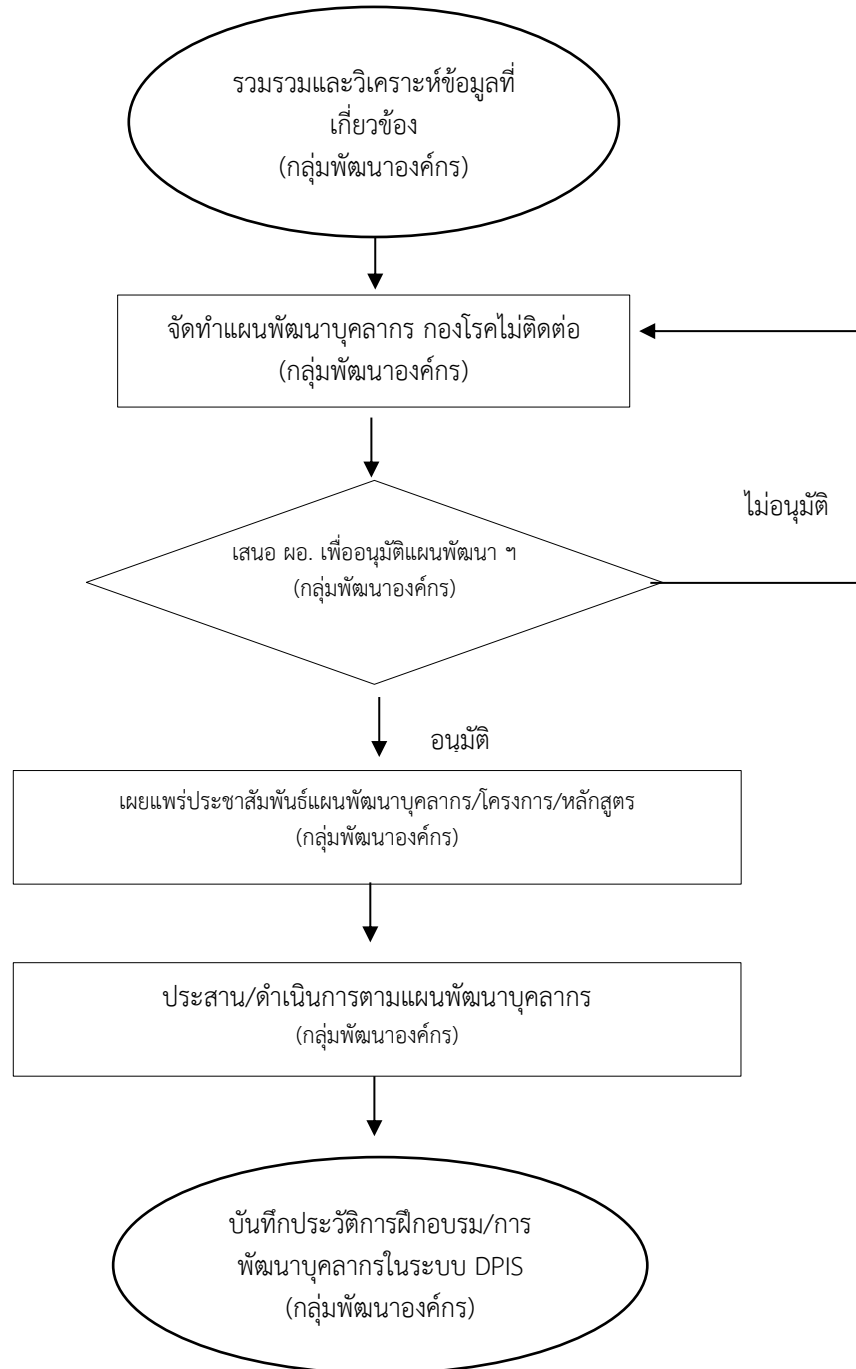 รวมรวมและวิเคราะห์ข้อมูลที่
เกี่ยวข้อง
(กลุ่มพัฒนาองค์กร)
จัดทำแผนพัฒนาบุคลากร กองโรคไม่ติดต่อ
(กลุ่มพัฒนาองค์กร)
ไม่อนุมัติ
เสนอ ผอ. เพื่ออนุมัติแผนพัฒนา ฯ
(กลุ่มพัฒนาองค์กร)
อนุมัติ
เผยแพร่ประชาสัมพันธ์แผนพัฒนาบุคลากร/โครงการ/หลักสูตร
(กลุ่มพัฒนาองค์กร)
ประสาน/ดำเนินการตามแผนพัฒนาบุคลากร
(กลุ่มพัฒนาองค์กร)
บันทึกประวัติการฝึกอบรม/การ
พัฒนาบุคลากรในระบบ DPIS
(กลุ่มพัฒนาองค์กร)